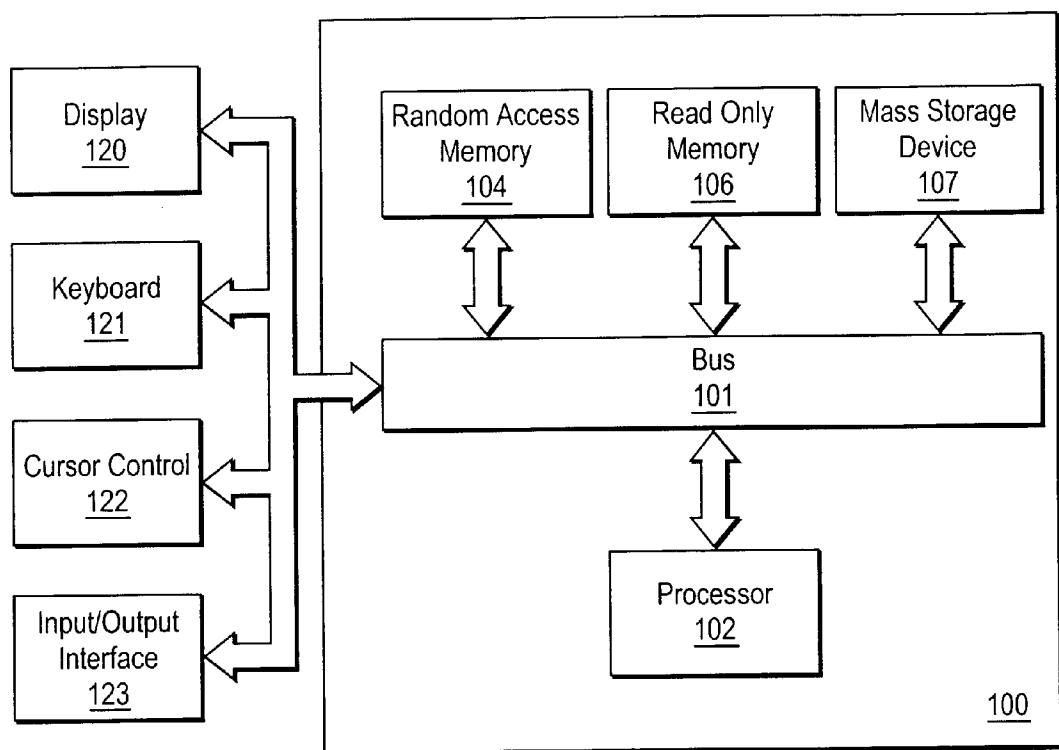 Display
120
Keyboard
121
Cursor Control
122
Input/Output
Interface
123
Random Access
Memory
104
Read Only
Memory
106
Mass Storage
Device
107
Bus
101
Processor
102
100